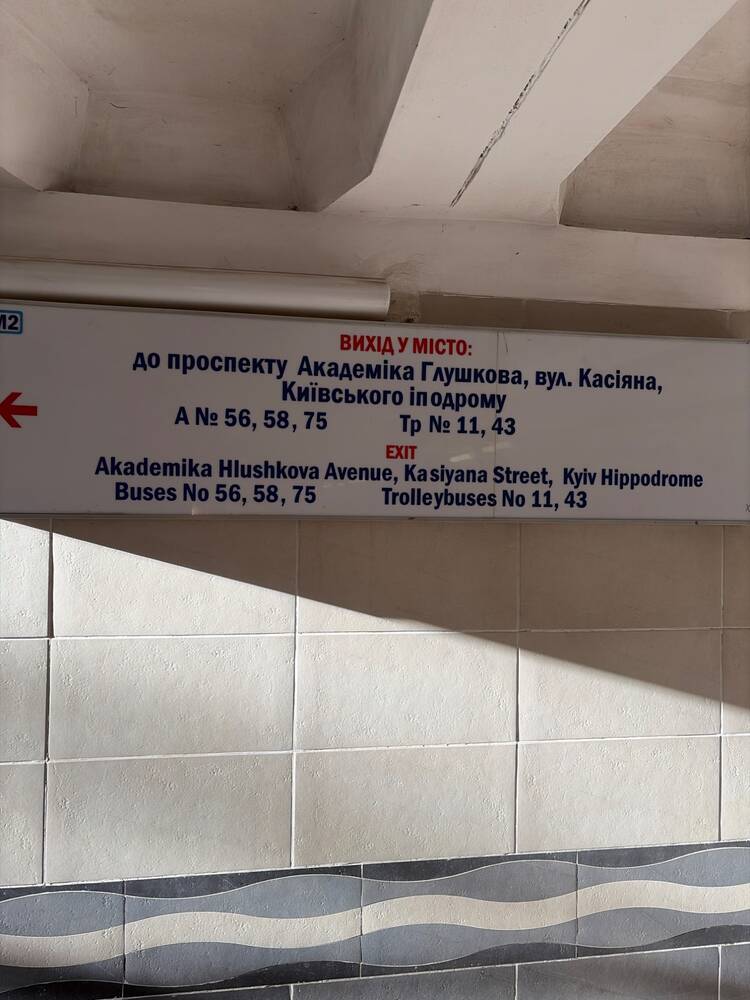 M2
ВИХІД У МІСТО:
до проспекту Академіка Глушкова, вул. Касіяна,
Київського іподрому
А № 56, 58, 75 Тр № 11, 43
EXIT
Akademika Hlushkova Avenue, Kasiyana Street, Kyiv Hippodrome
Buses No 56, 58, 75 Trolleybuses No 11, 43